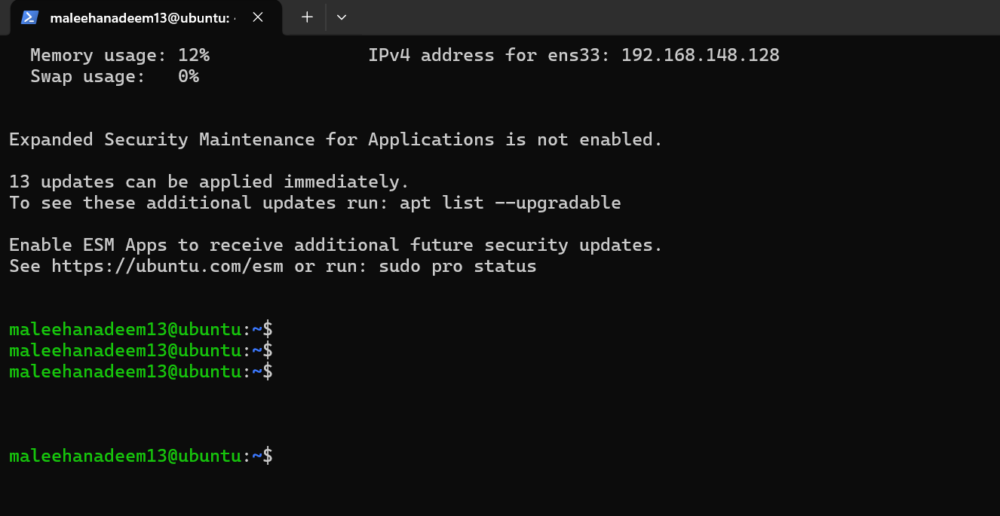 maleehanadeem13@ubuntu: ~
Memory usage: 12% IPv4 address for ens33: 192.168.148.128
Swap usage: 0%
Expanded Security Maintenance for Applications is not enabled.
13 updates can be applied immediately.
To see these additional updates run: apt list --upgradable
Enable ESM Apps to receive additional future security updates.
See https://ubuntu.com/esm or run: sudo pro status
maleehanadeem13@ubuntu:~$
maleehanadeem13@ubuntu:~$
maleehanadeem13@ubuntu:~$
maleehanadeem13@ubuntu:~$